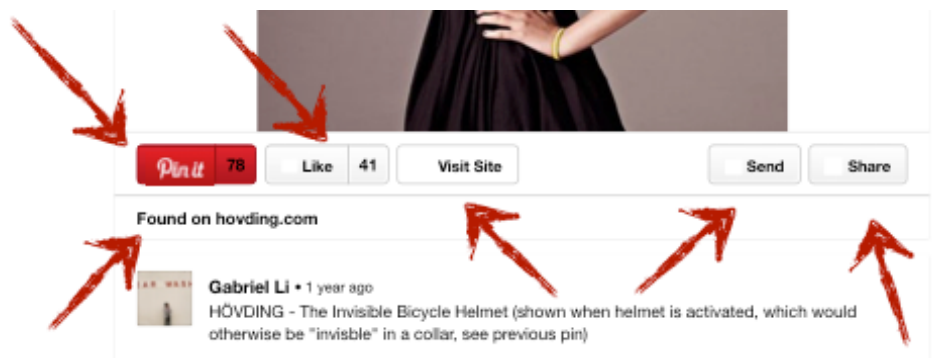 Pin it 78 Like 41 Visit Site Send Share
Found on hovding.com
AR WASH
Gabriel Li • 1 year ago
HÖVDING - The Invisible Bicycle Helmet (shown when helmet is activated, which would
otherwise be "invisble" in a collar, see previous pin)